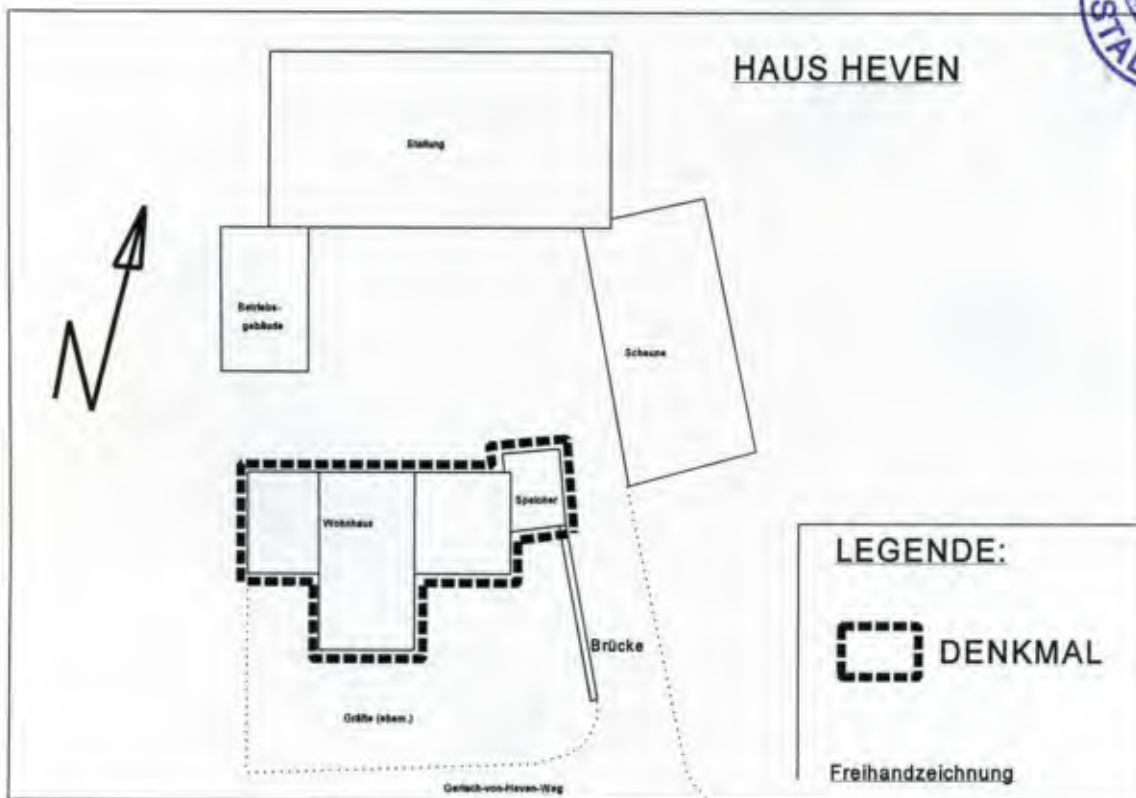 HAUS HEVEN
Stallung
Betriebs-
gebäude
Scheune
Speicher
Wohnhaus
Brücke
Gräfte (ehem.)
Gerlach-von-Heven-Weg
LEGENDE:
DENKMAL
Freihandzeichnung
N